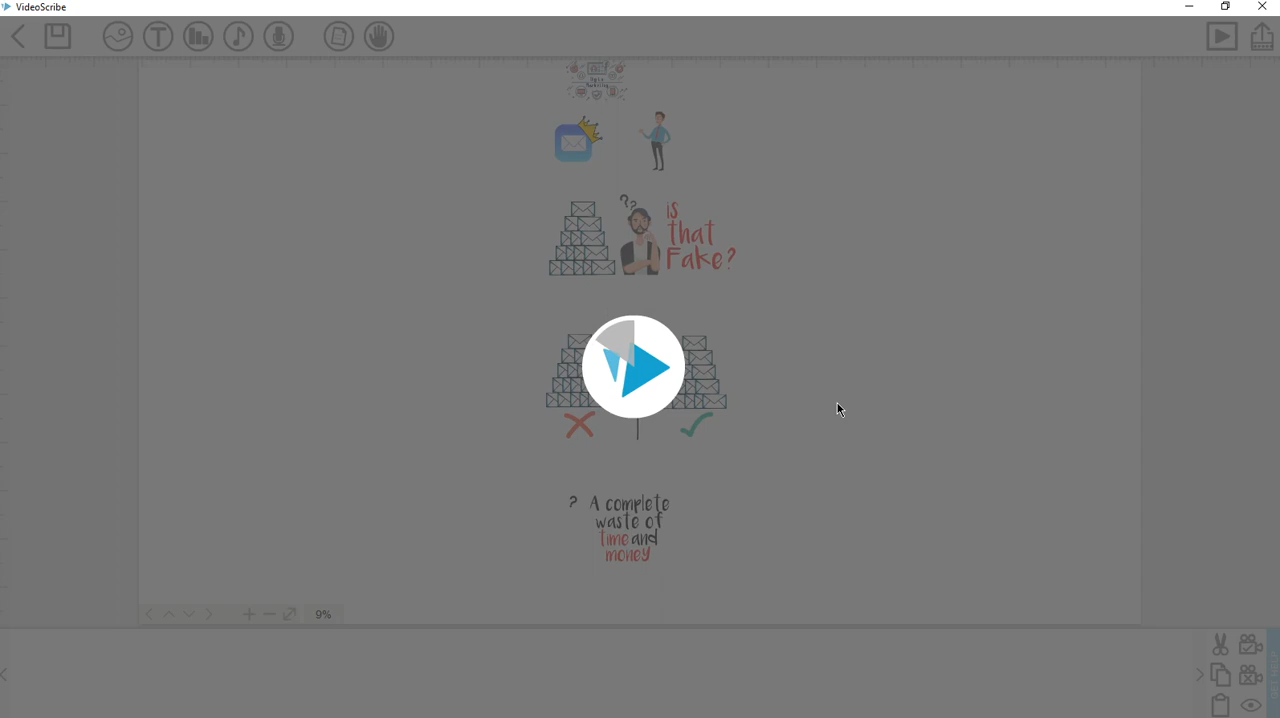 VideoScribe
Is
that
Fake?
? A complete
waste of
time and
money
9%